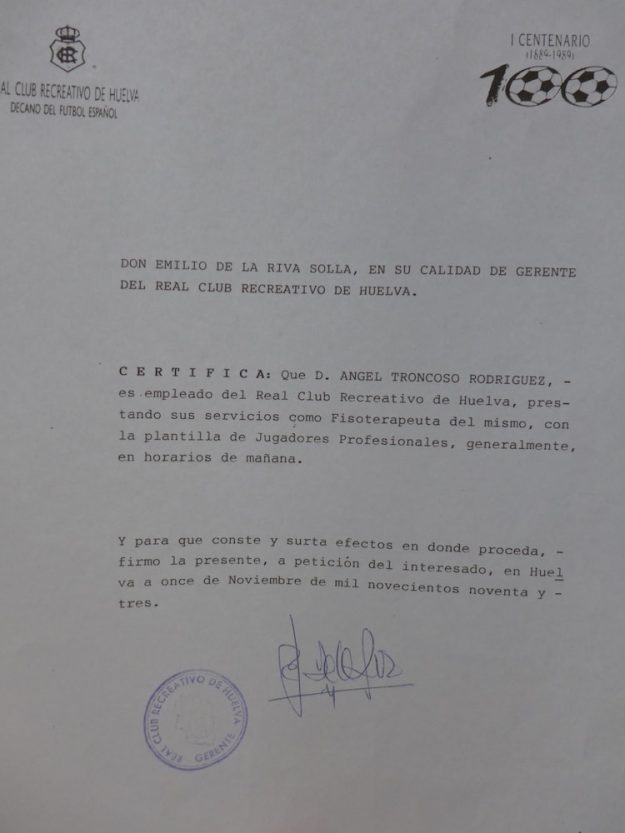 AL CLUB RECREATIVO DE HUELVA
DECANO DEL FUTBOL ESPAÑOL
I CENTENARIO
(1889-1989)
100
DON EMILIO DE LA RIVA SOLLA, EN SU CALIDAD DE GERENTE
DEL REAL CLUB RECREATIVO DE HUELVA.
C E R T I F I C A: Que D. ANGEL TRONCOSO RODRIGUEZ, -
es empleado del Real Club Recreativo de Huelva, pres-
tando sus servicios como Fisoterapeuta del mismo, con
la plantilla de Jugadores Profesionales, generalmente,
en horarios de mañana.
Y para que conste y surta efectos en donde proceda, -
firmo la presente, a petición del interesado, en Huel
va a once de Noviembre de mil novecientos noventa y -
tres.
REAL CLUB RECREATIVO DE HUELVA
GERENTE